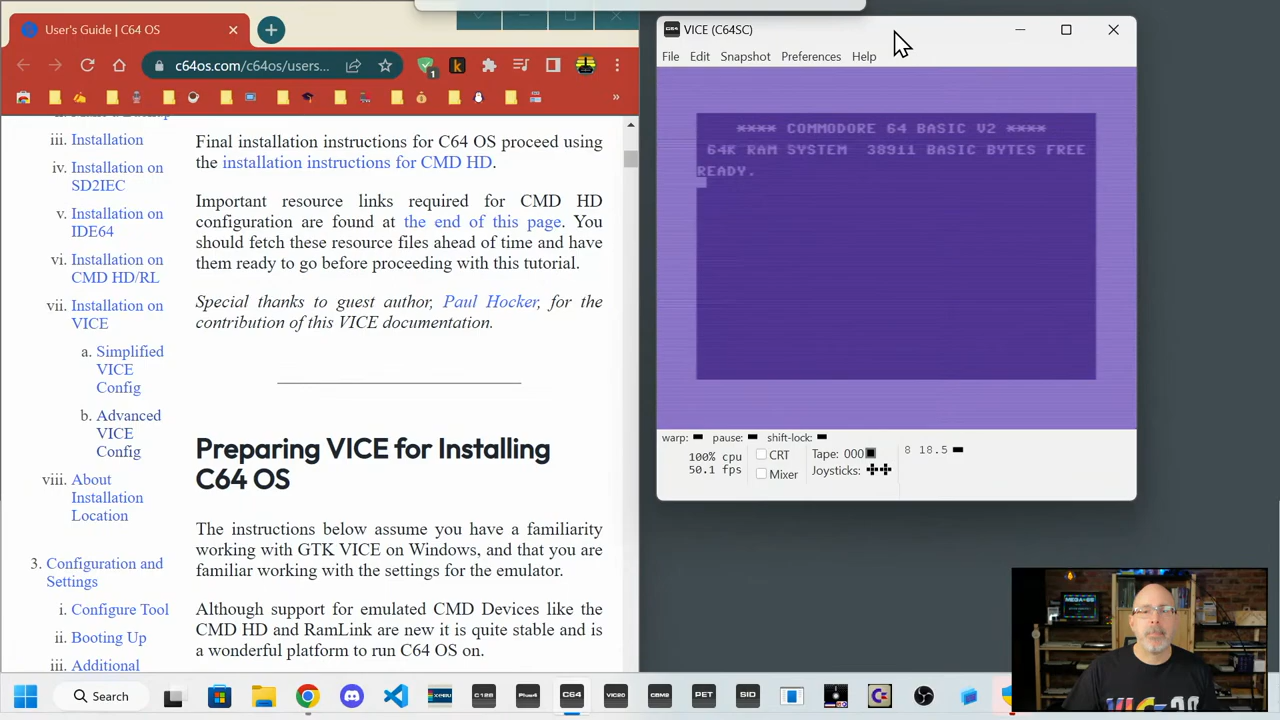 User's Guide | C64 OS
c64os.com/c64os/users...
1
iii. Installation
iv. Installation on
SD2IEC
v. Installation on
IDE64
vi. Installation on
CMD HD/RL
vii. Installation on
VICE
a. Simplified
VICE
Config
b. Advanced
VICE
Config
viii. About
Installation
Location
3. Configuration and
Settings
i. Configure Tool
ii. Booting Up
iii. Additional
Final installation instructions for C64 OS proceed using
the installation instructions for CMD HD.
Important resource links required for CMD HD
configuration are found at the end of this page. You
should fetch these resource files ahead of time and have
them ready to go before proceeding with this tutorial.
Special thanks to guest author, Paul Hocker, for the
contribution of this VICE documentation.
Preparing VICE for Installing
C64 OS
The instructions below assume you have a familiarity
working with GTK VICE on Windows, and that you are
familiar working with the settings for the emulator.
Although support for emulated CMD Devices like the
CMD HD and RamLink are new it is quite stable and is
a wonderful platform to run C64 OS on.
C64 VICE (C64SC)
File Edit Snapshot Preferences Help
**** COMMODORE 64 BASIC V2 ****
64K RAM SYSTEM 38911 BASIC BYTES FREE
READY.
warp: pause: shift-lock:
100% cpu
50.1 fps
CRT
Mixer
Tape: 000
Joysticks:
8 18.5
MEGA65
Search
C128 Plus4 C64 VIC20 CBM2 PET SID